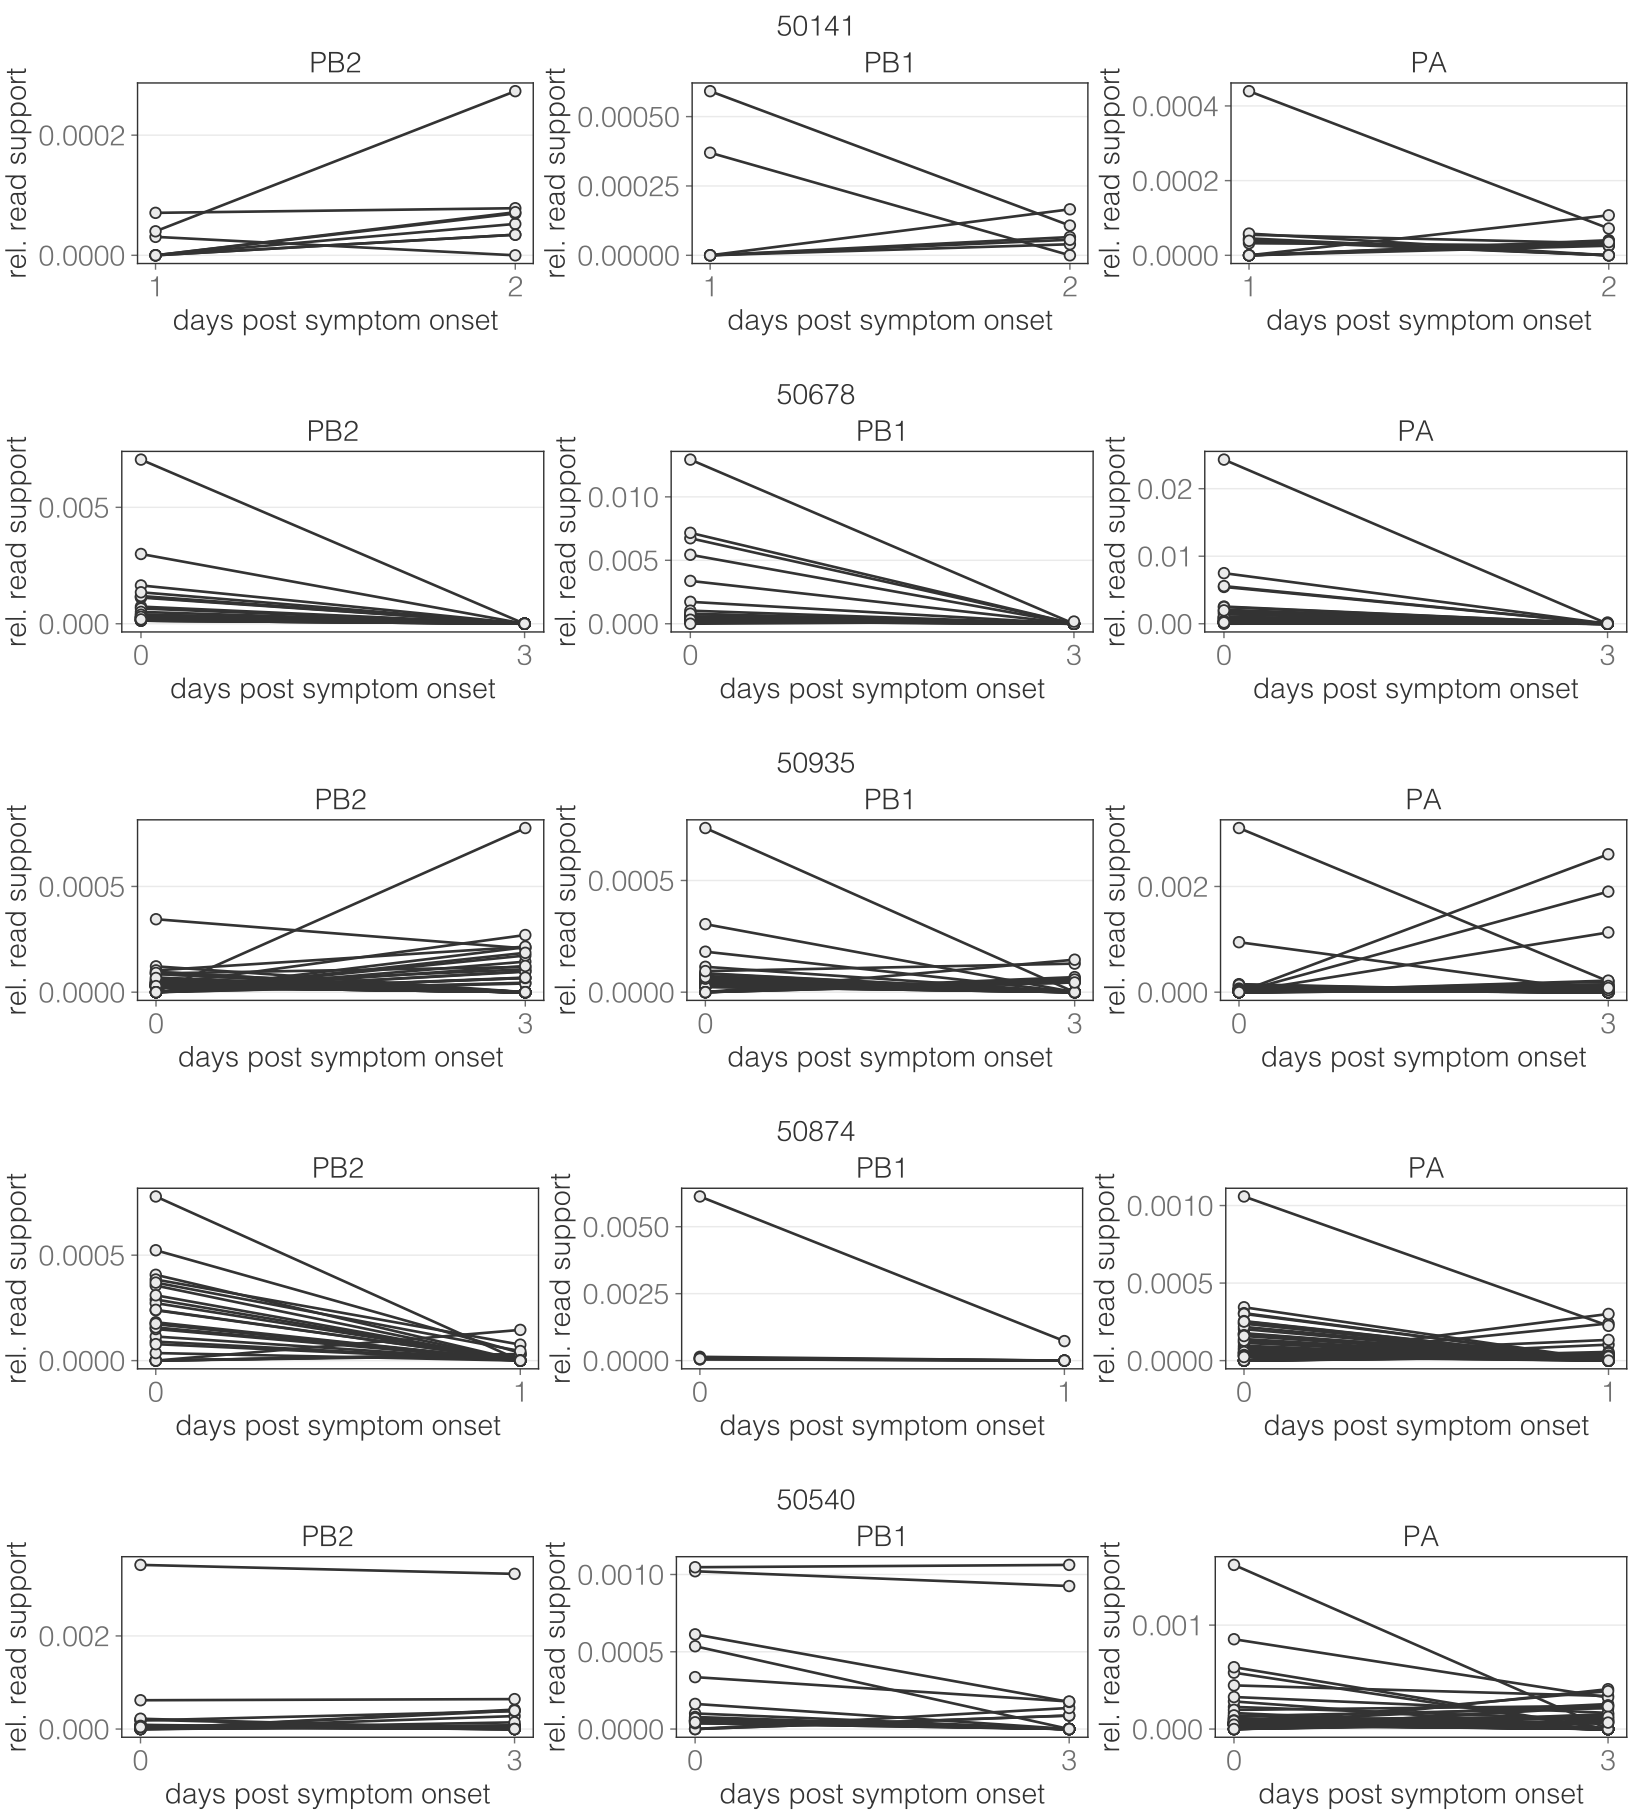 50141
PB2 PB1 PA
rel. read support rel. read support rel. read support
0.0002 0.00050 0.0004
0.00025 0.0002
0.0000 0.00000 0.0000
1 2 1 2 1 2
days post symptom onset days post symptom onset days post symptom onset
50678
PB2 PB1 PA
rel. read support rel. read support rel. read support
0.005 0.010 0.02
0.005 0.01
0.000 0.000 0.00
0 3 0 3 0 3
days post symptom onset days post symptom onset days post symptom onset
50935
PB2 PB1 PA
rel. read support rel. read support rel. read support
0.0005 0.0005 0.002
0.0000 0.0000 0.000
0 3 0 3 0 3
days post symptom onset days post symptom onset days post symptom onset
50874
PB2 PB1 PA
rel. read support rel. read support rel. read support
0.0005 0.0050 0.0010
0.0025 0.0005
0.0000 0.0000 0.0000
0 1 0 1 0 1
days post symptom onset days post symptom onset days post symptom onset
50540
PB2 PB1 PA
rel. read support rel. read support rel. read support
0.002 0.0010 0.001
0.0005
0.000 0.0000 0.000
0 3 0 3 0 3
days post symptom onset days post symptom onset days post symptom onset